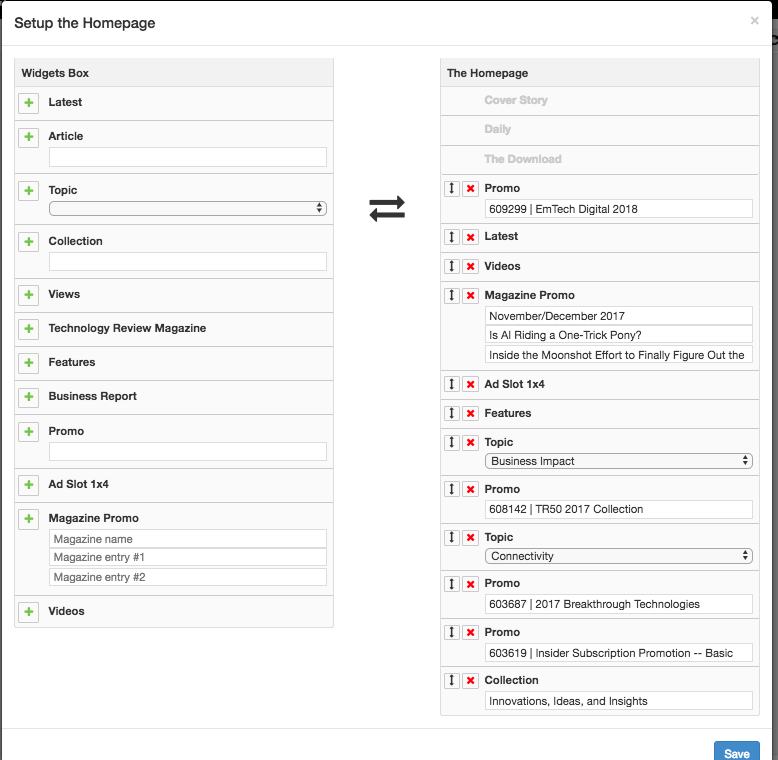 Setup the Homepage
×
Widgets Box
Latest
Article
Topic
Collection
Views
Technology Review Magazine
Features
Business Report
Promo
Ad Slot 1x4
Magazine Promo
Magazine name
Magazine entry #1
Magazine entry #2
Videos
The Homepage
Cover Story
Daily
The Download
Promo
609299 | EmTech Digital 2018
Latest
Videos
Magazine Promo
November/December 2017
Is AI Riding a One-Trick Pony?
Inside the Moonshot Effort to Finally Figure Out the
Ad Slot 1x4
Features
Topic
Business Impact
Promo
608142 | TR50 2017 Collection
Topic
Connectivity
Promo
603687 | 2017 Breakthrough Technologies
Promo
603619 | Insider Subscription Promotion -- Basic
Collection
Innovations, Ideas, and Insights
Save